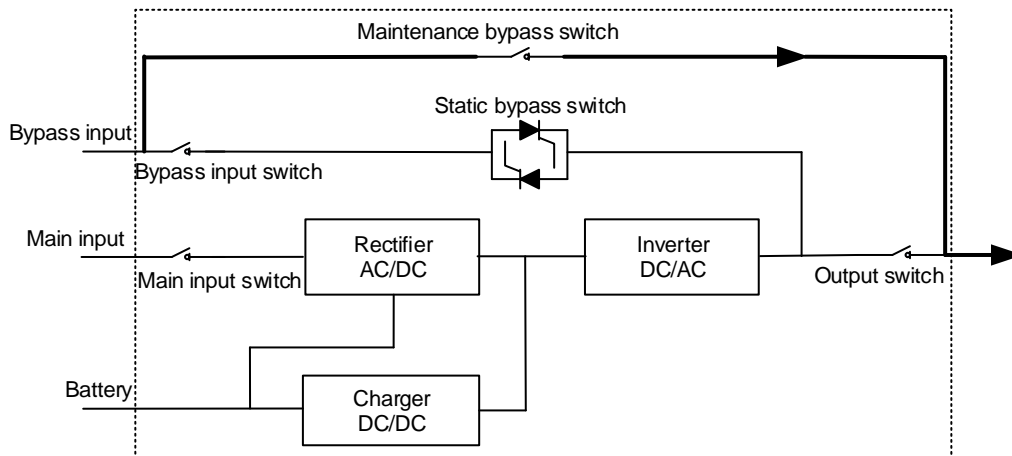 Maintenance bypass switch
Static bypass switch
Bypass input
Bypass input switch
Main input
Rectifier
AC/DC
Inverter
DC/AC
Main input switch
Output switch
Battery
Charger
DC/DC